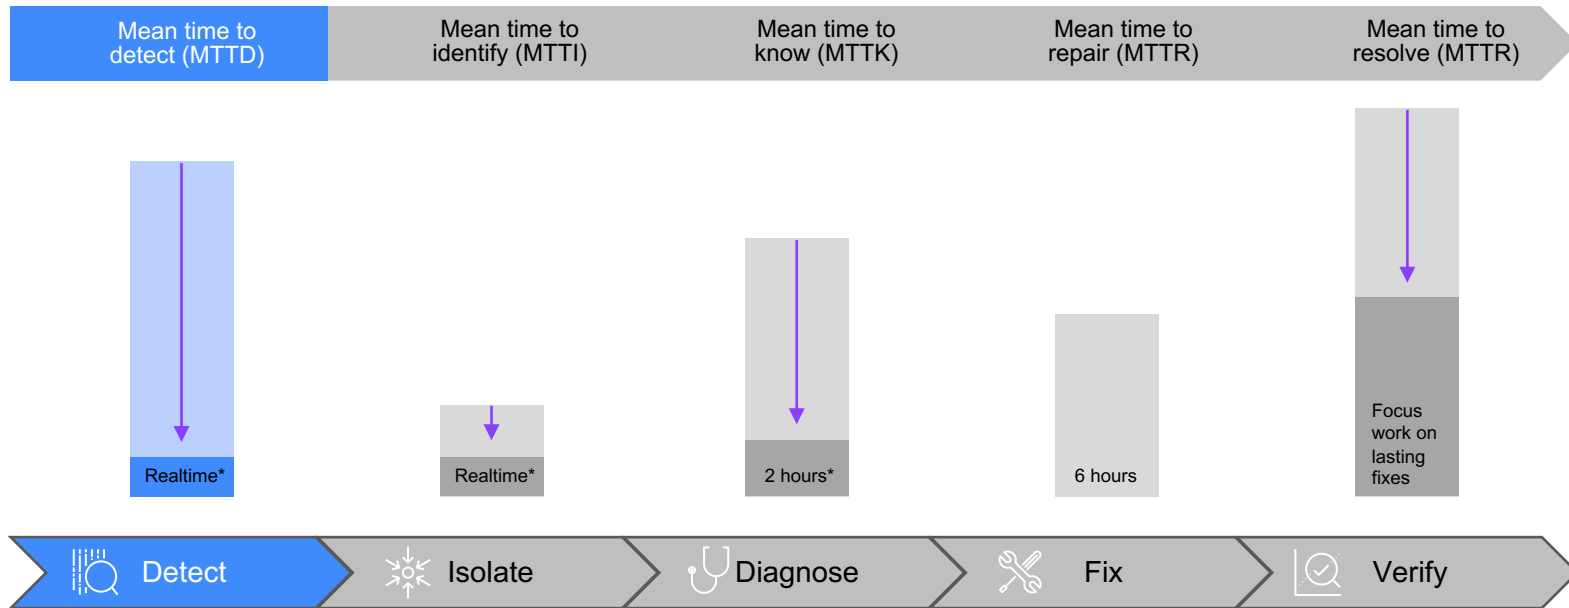 Mean time to
detect (MTTD)
Mean time to
identify (MTTI)
Mean time to
know (MTTK)
Mean time to
repair (MTTR)
Mean time to
resolve (MTTR)
Realtime*
Realtime*
2 hours*
6 hours
Focus
work on
lasting
fixes
Detect
Isolate
Diagnose
Fix
Verify